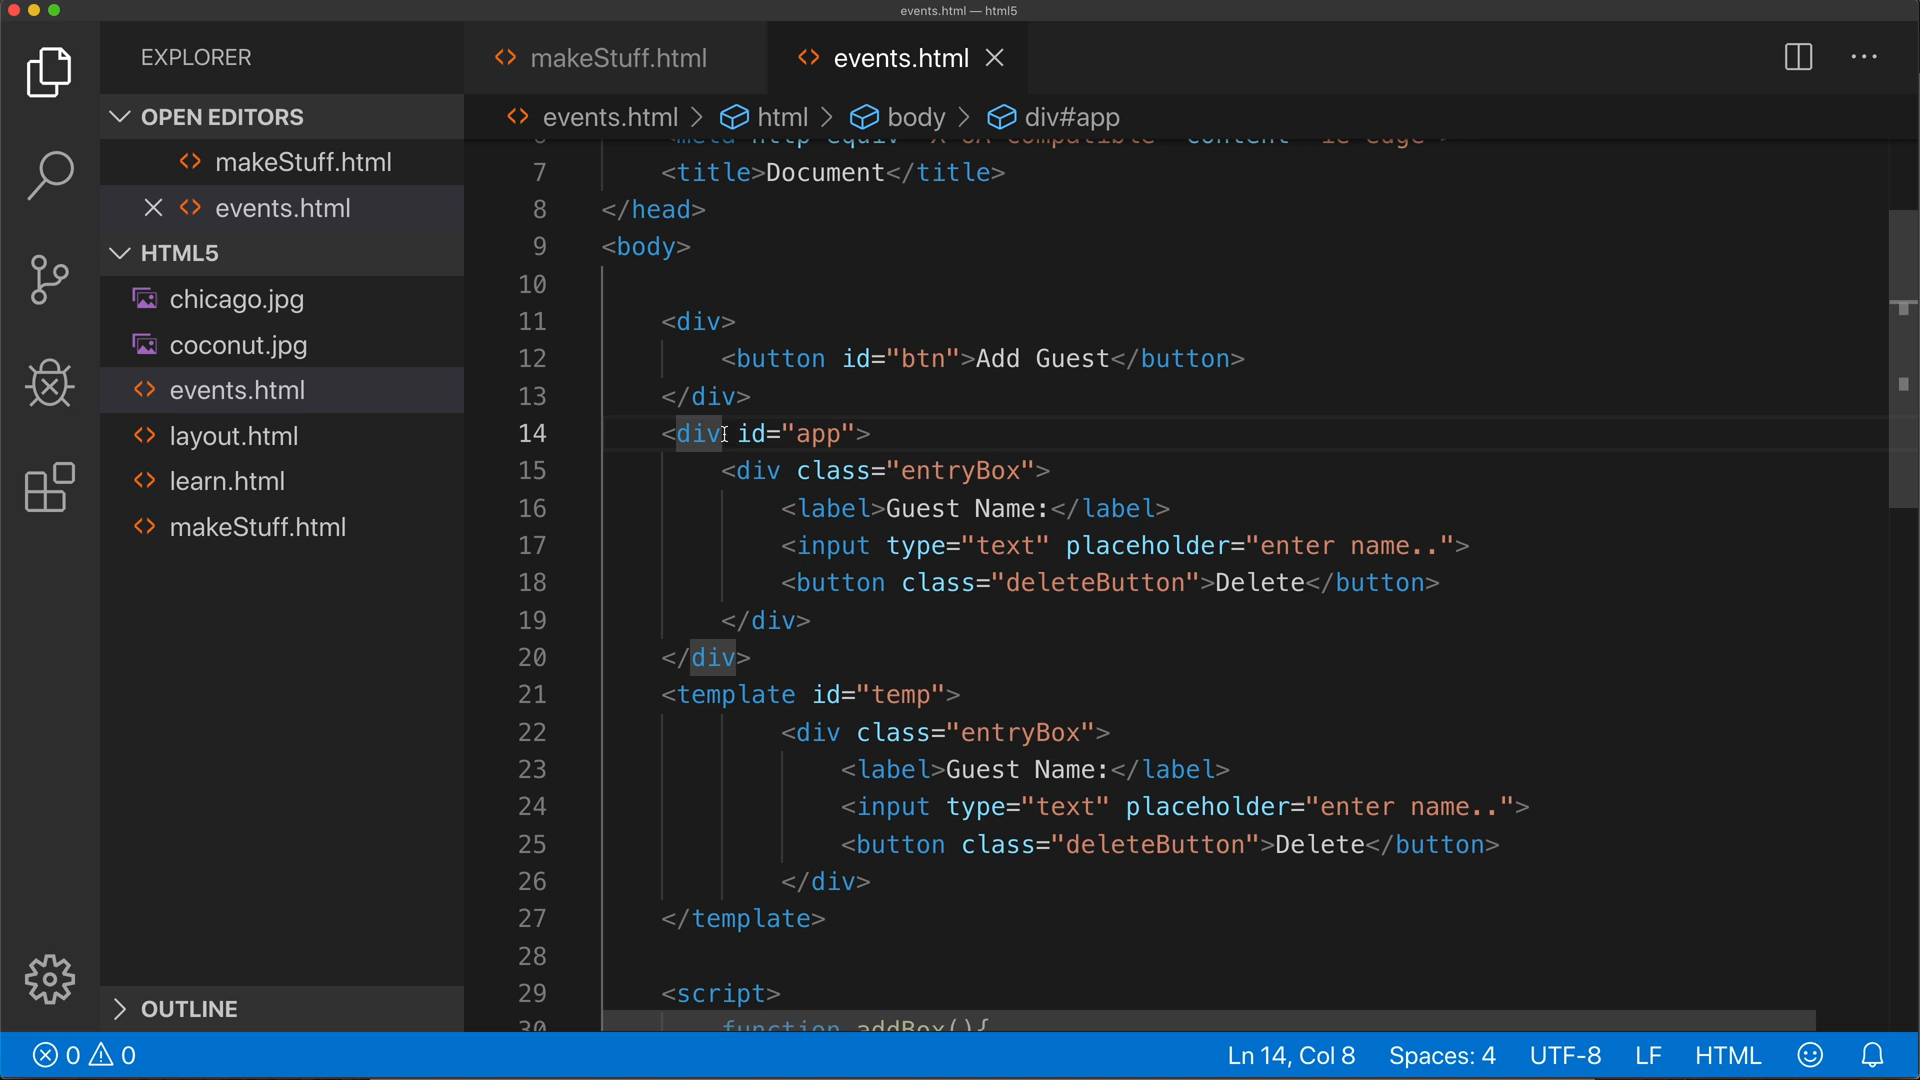 events.html — html5
EXPLORER
makeStuff.html
events.html
OPEN EDITORS
makeStuff.html
events.html
HTML5
chicago.jpg
coconut.jpg
events.html
layout.html
learn.html
makeStuff.html
OUTLINE
events.html > html > body > div#app
7 <title>Document</title>
8 </head>
9 <body>
10
11 <div>
12 <button id="btn">Add Guest</button>
13 </div>
14 <div id="app">
15 <div class="entryBox">
16 <label>Guest Name:</label>
17 <input type="text" placeholder="enter name..">
18 <button class="deleteButton">Delete</button>
19 </div>
20 </div>
21 <template id="temp">
22 <div class="entryBox">
23 <label>Guest Name:</label>
24 <input type="text" placeholder="enter name..">
25 <button class="deleteButton">Delete</button>
26 </div>
27 </template>
28
29 <script>
30 function addBox(){
0 0
Ln 14, Col 8 Spaces: 4 UTF-8 LF HTML